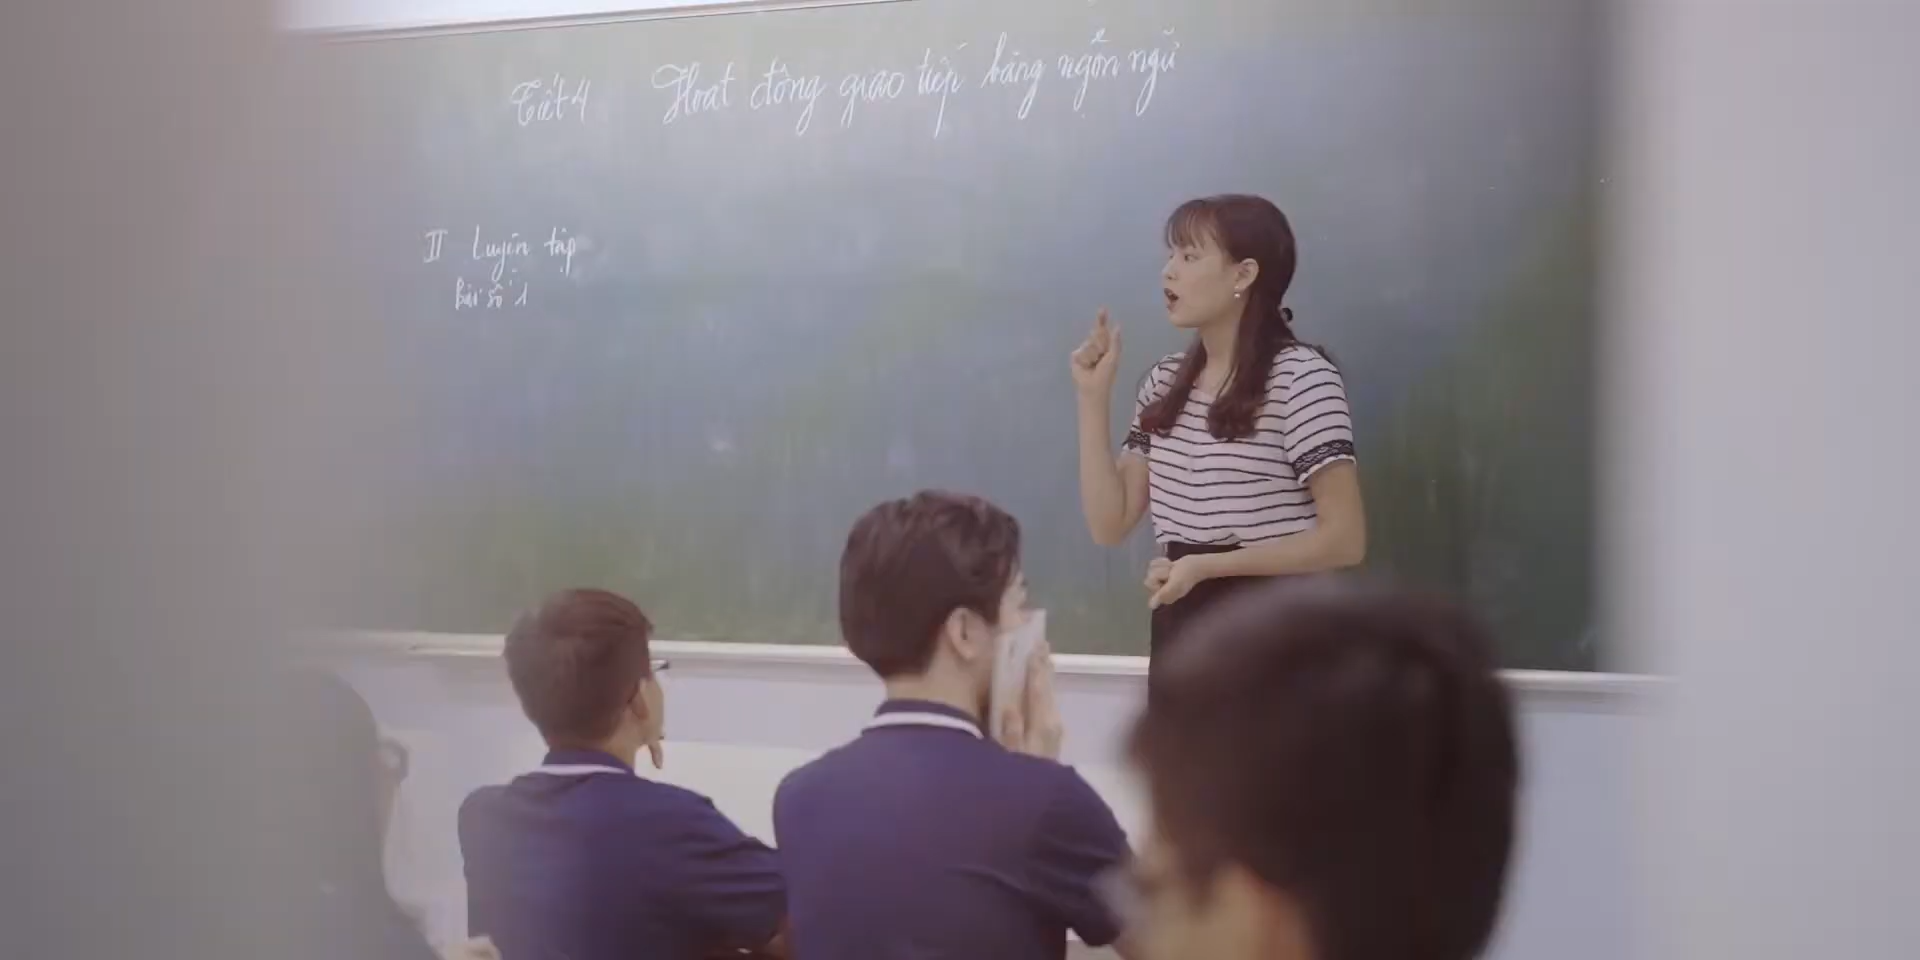 Tiết 4 Hoạt động giao tiếp bằng ngôn ngữ
II Luyện tập
Bài số 1